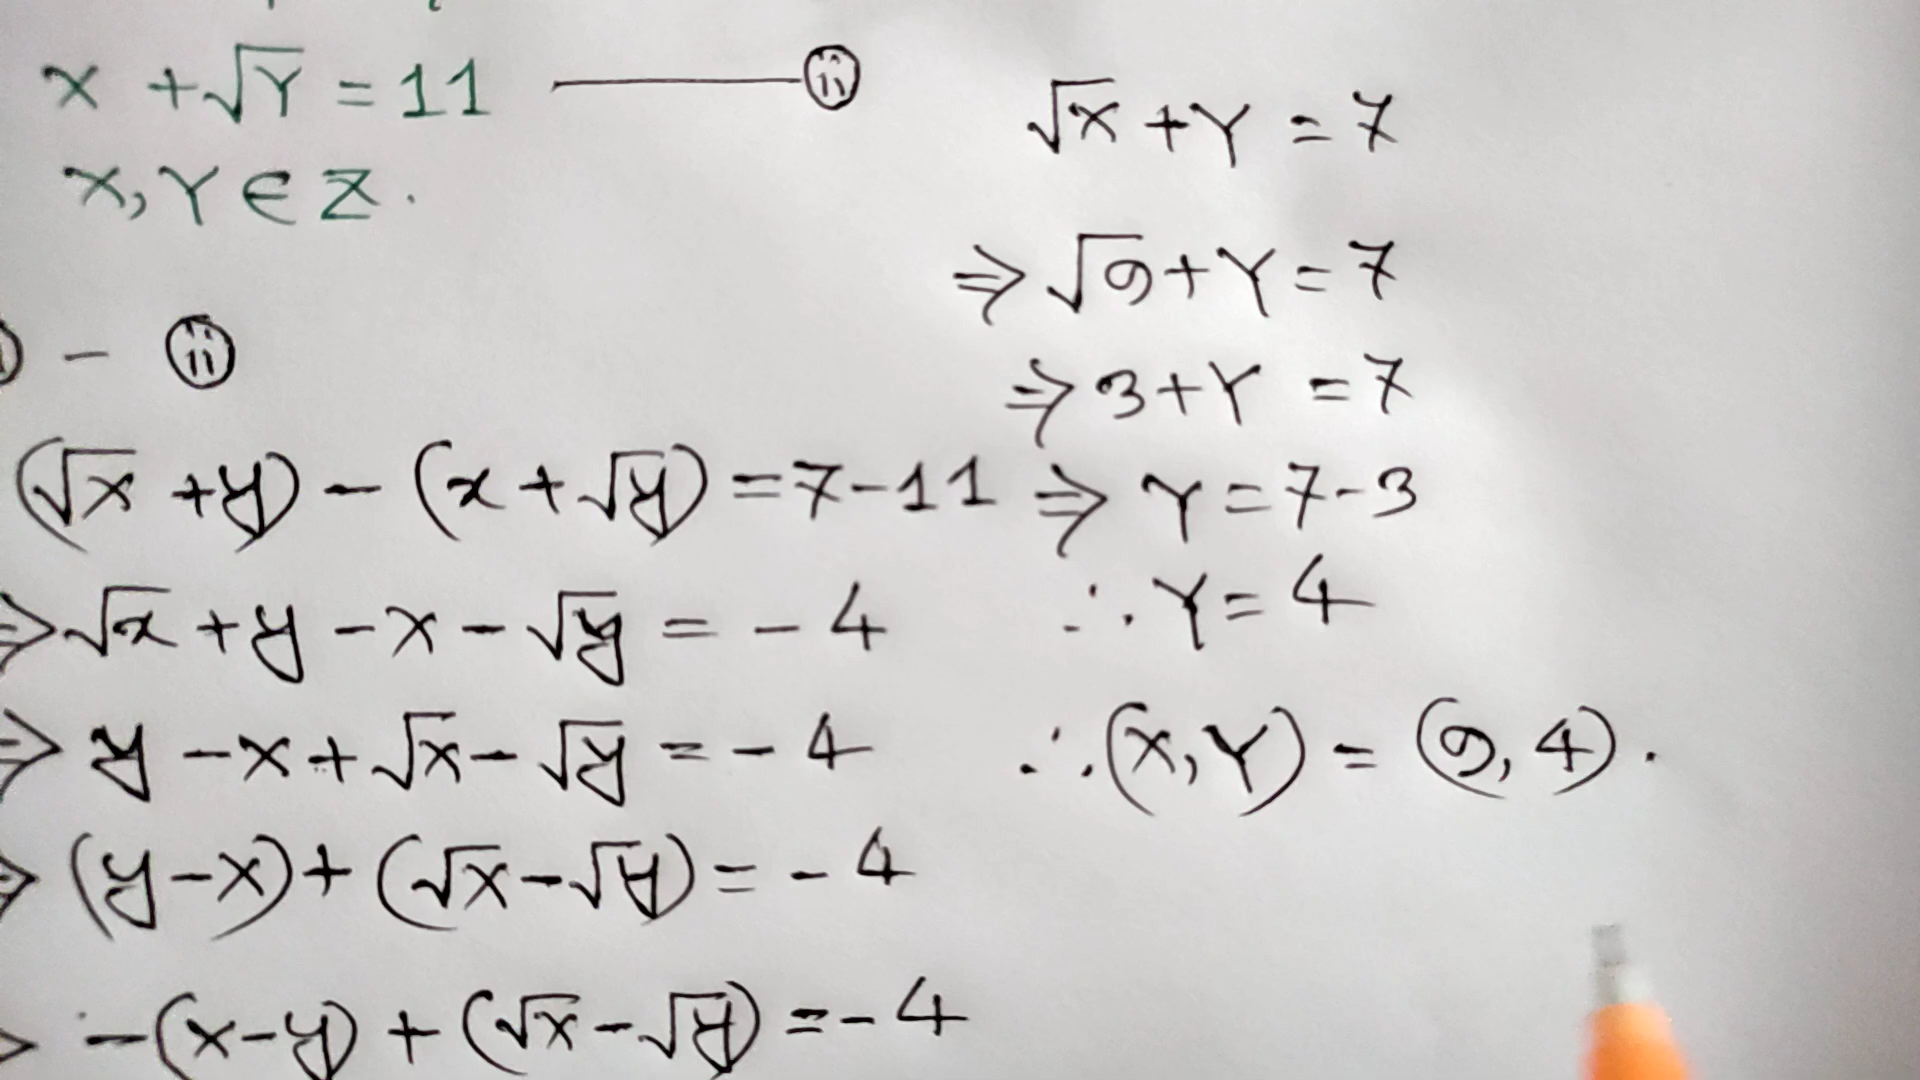 x + √Y = 11 ———— (ii)
x, Y ∈ Z.
- (ii)
(√x + y) - (x + √y) = 7 - 11
⇒ √x + y - x - √y = - 4
⇒ y - x + √x - √y = - 4
⇒ (y - x) + (√x - √y) = - 4
⇒ - (x - y) + (√x - √y) = - 4
√x + Y = 7
⇒ √9 + Y = 7
⇒ 3 + Y = 7
⇒ Y = 7 - 3
∴ Y = 4
∴ (x, Y) = (9, 4).